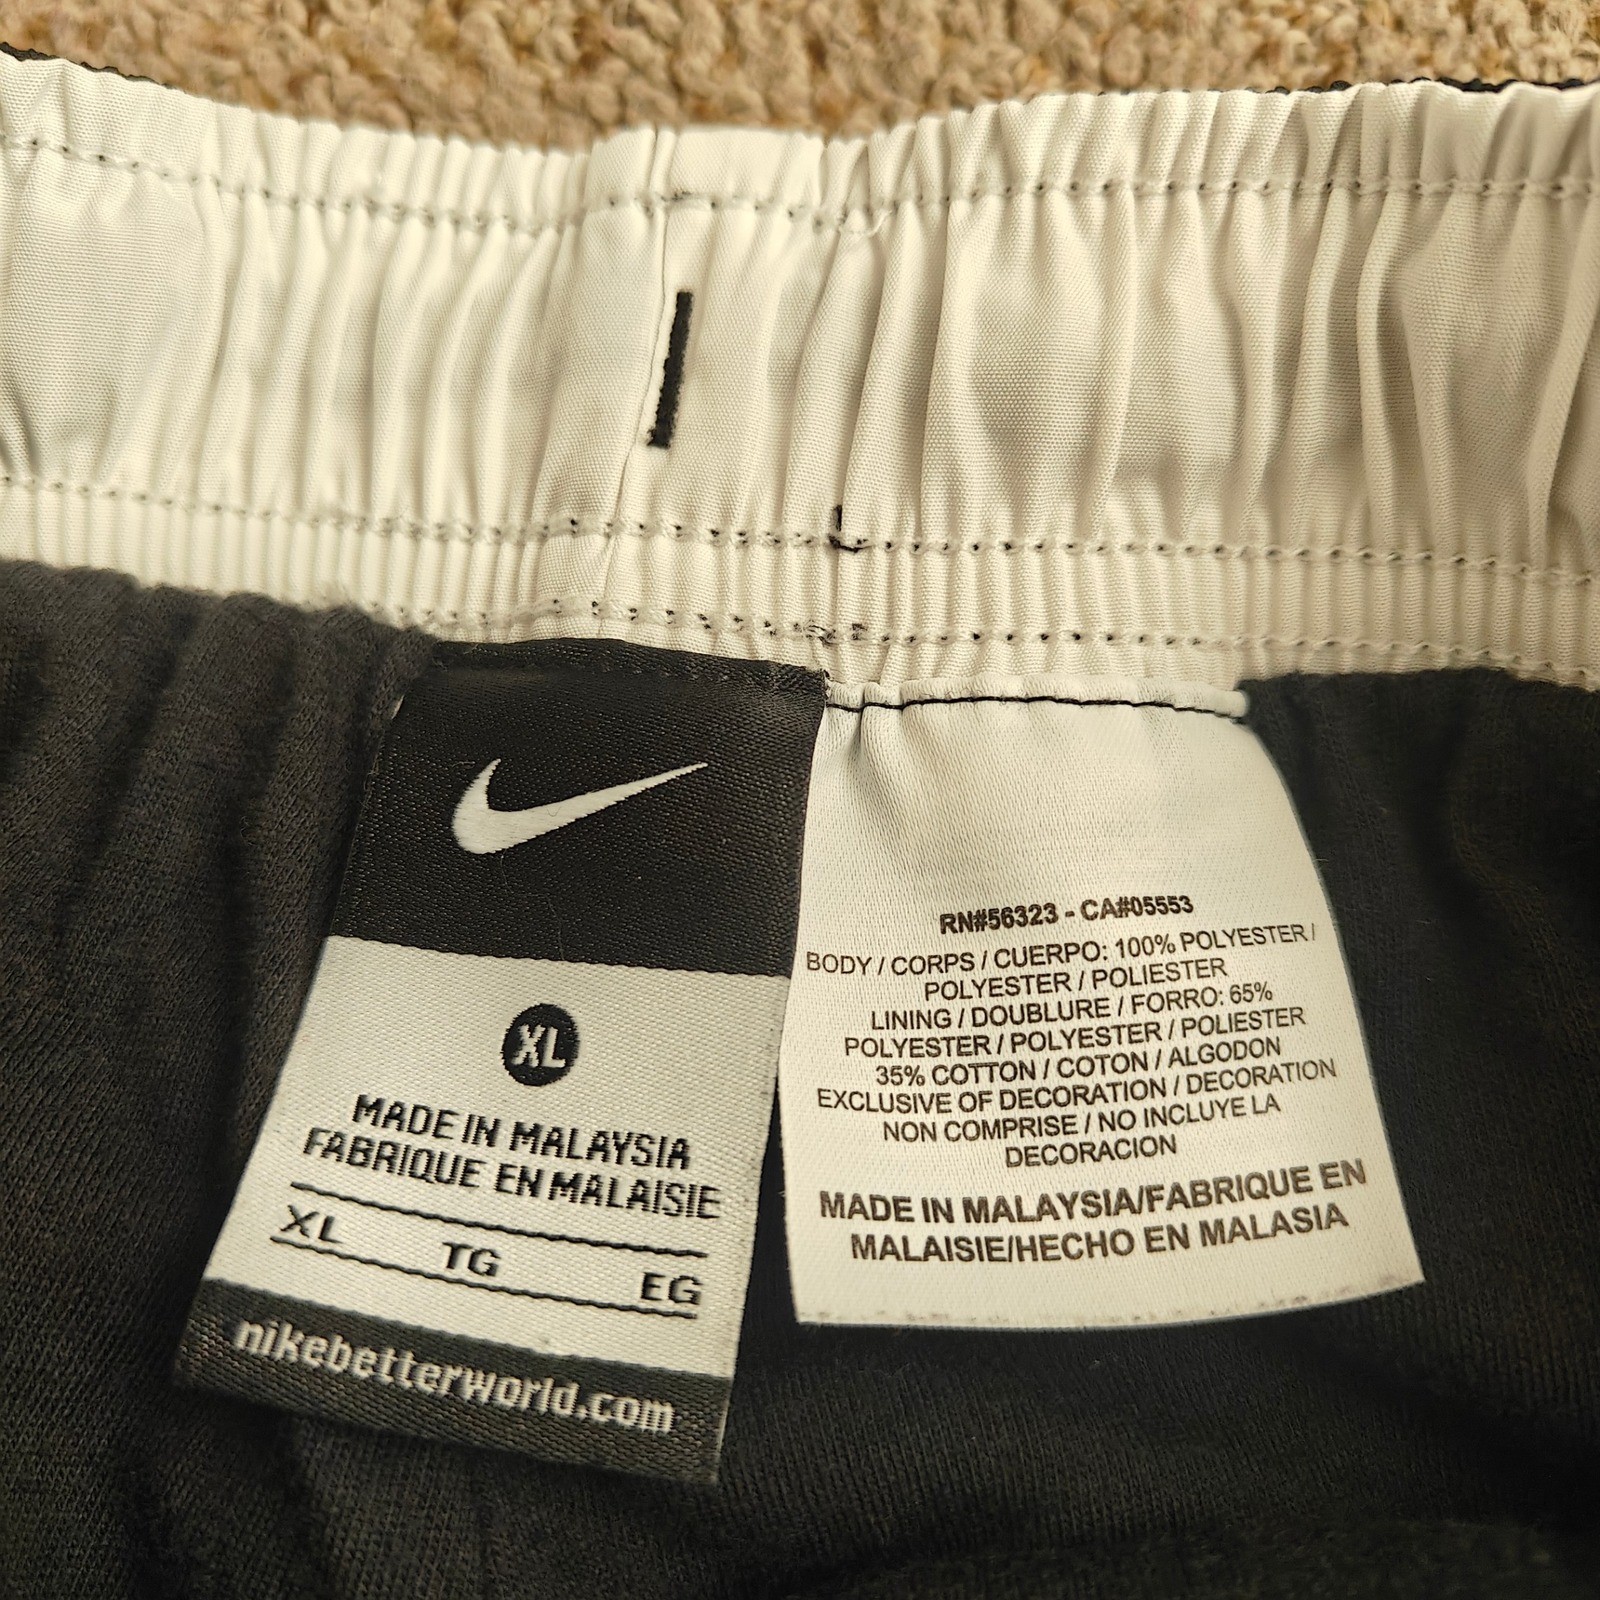 XL
MADE IN MALAYSIA
FABRIQUE EN MALAISIE
XL TG EG
nikebetterworld.com
RN#56323 - CA#05553
BODY / CORPS / CUERPO: 100% POLYESTER /
POLYESTER / POLIESTER
LINING / DOUBLURE / FORRO: 65%
POLYESTER / POLYESTER / POLIESTER
35% COTTON / COTON / ALGODON
EXCLUSIVE OF DECORATION / DECORATION
NON COMPRISE / NO INCLUYE LA
DECORACION
MADE IN MALAYSIA/FABRIQUE EN
MALAISIE/HECHO EN MALASIA